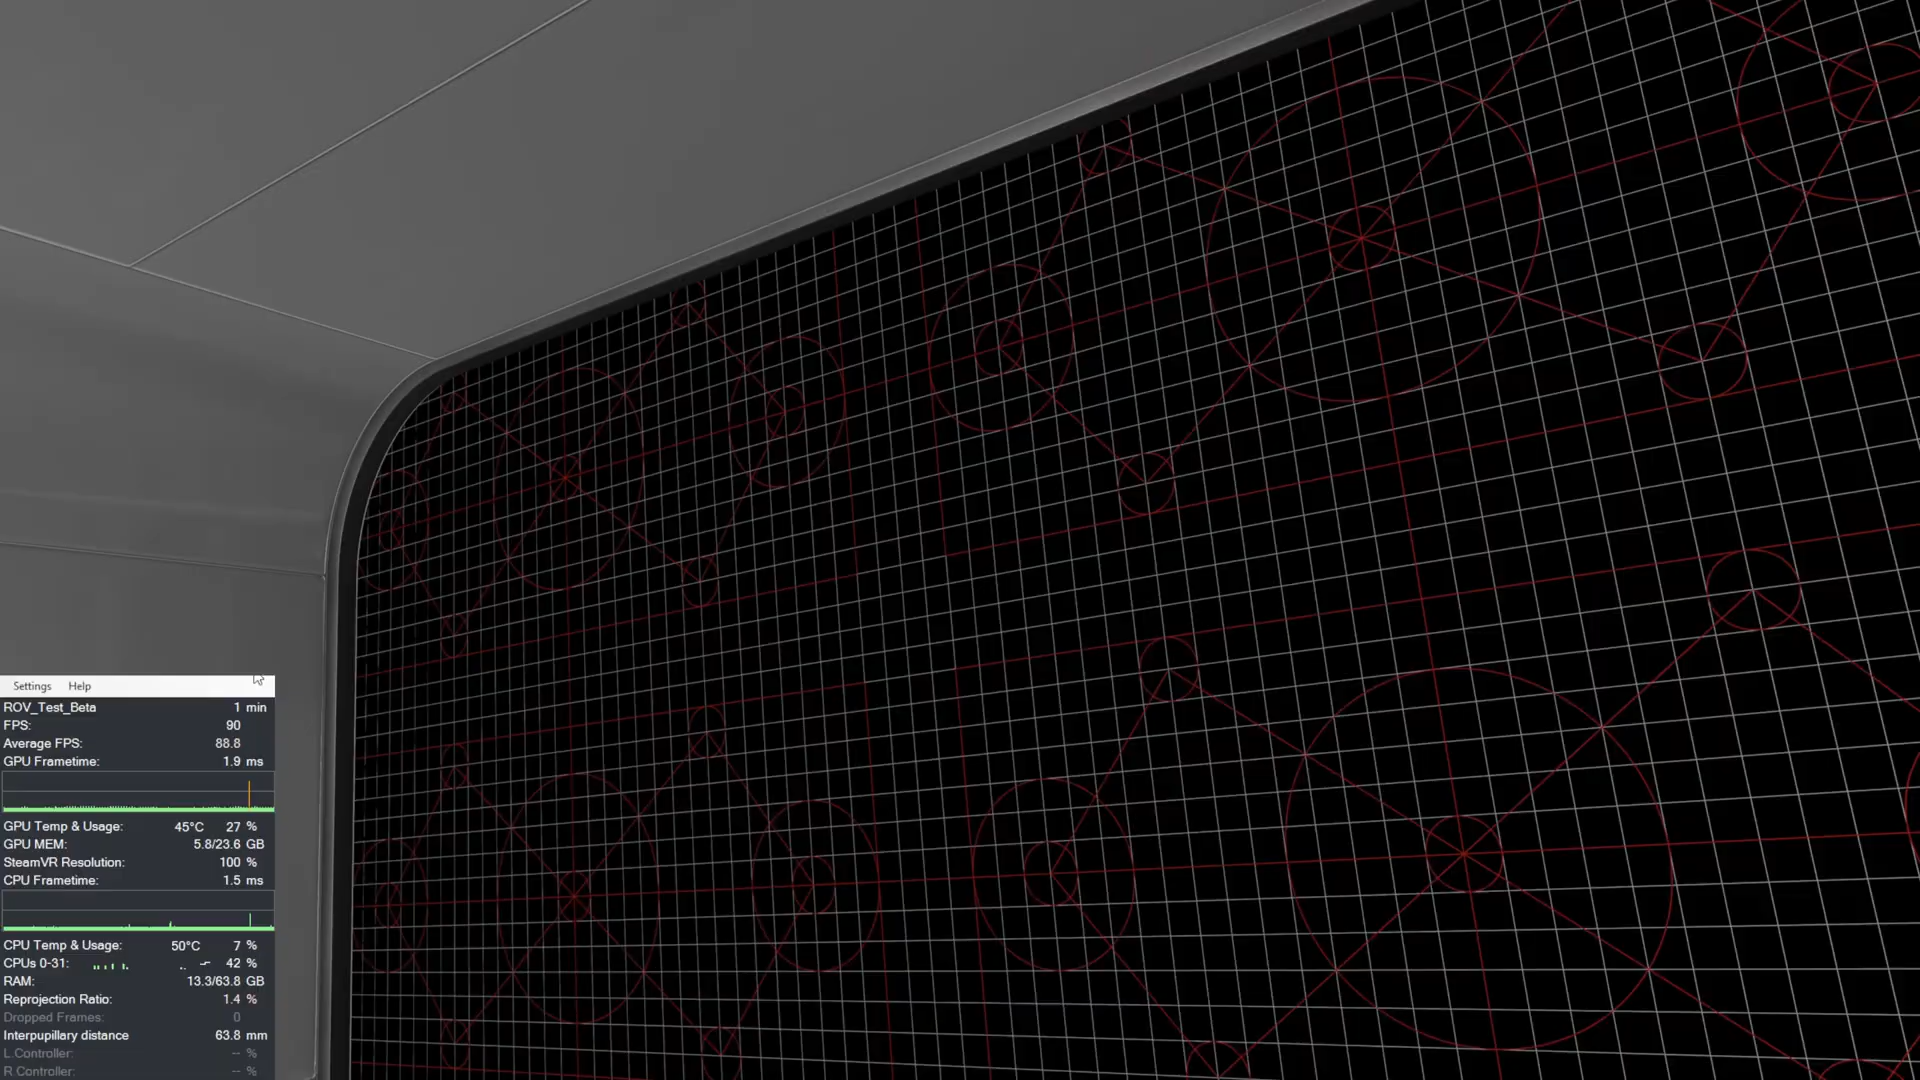 Settings Help
ROV_Test_Beta 1 min
FPS: 90
Average FPS: 88.8
GPU Frametime: 1.9 ms
GPU Temp & Usage: 45°C 27 %
GPU MEM: 5.8/23.6 GB
SteamVR Resolution: 100 %
CPU Frametime: 1.5 ms
CPU Temp & Usage: 50°C 7 %
CPUs 0-31: 42 %
RAM: 13.3/63.8 GB
Reprojection Ratio: 1.4 %
Dropped Frames: 0
Interpupillary distance 63.8 mm
L.Controller: -- %
R.Controller: -- %